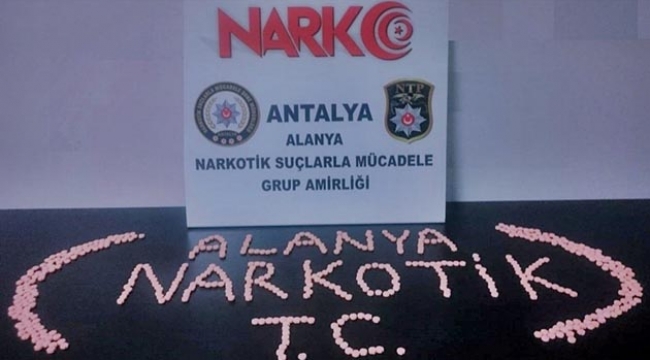 NARKO
NTP
ANTALYA
ALANYA
NARKOTİK SUÇLARLA MÜCADELE
GRUP AMİRLİĞİ
ALANYA
NARKOTİK
T.C.